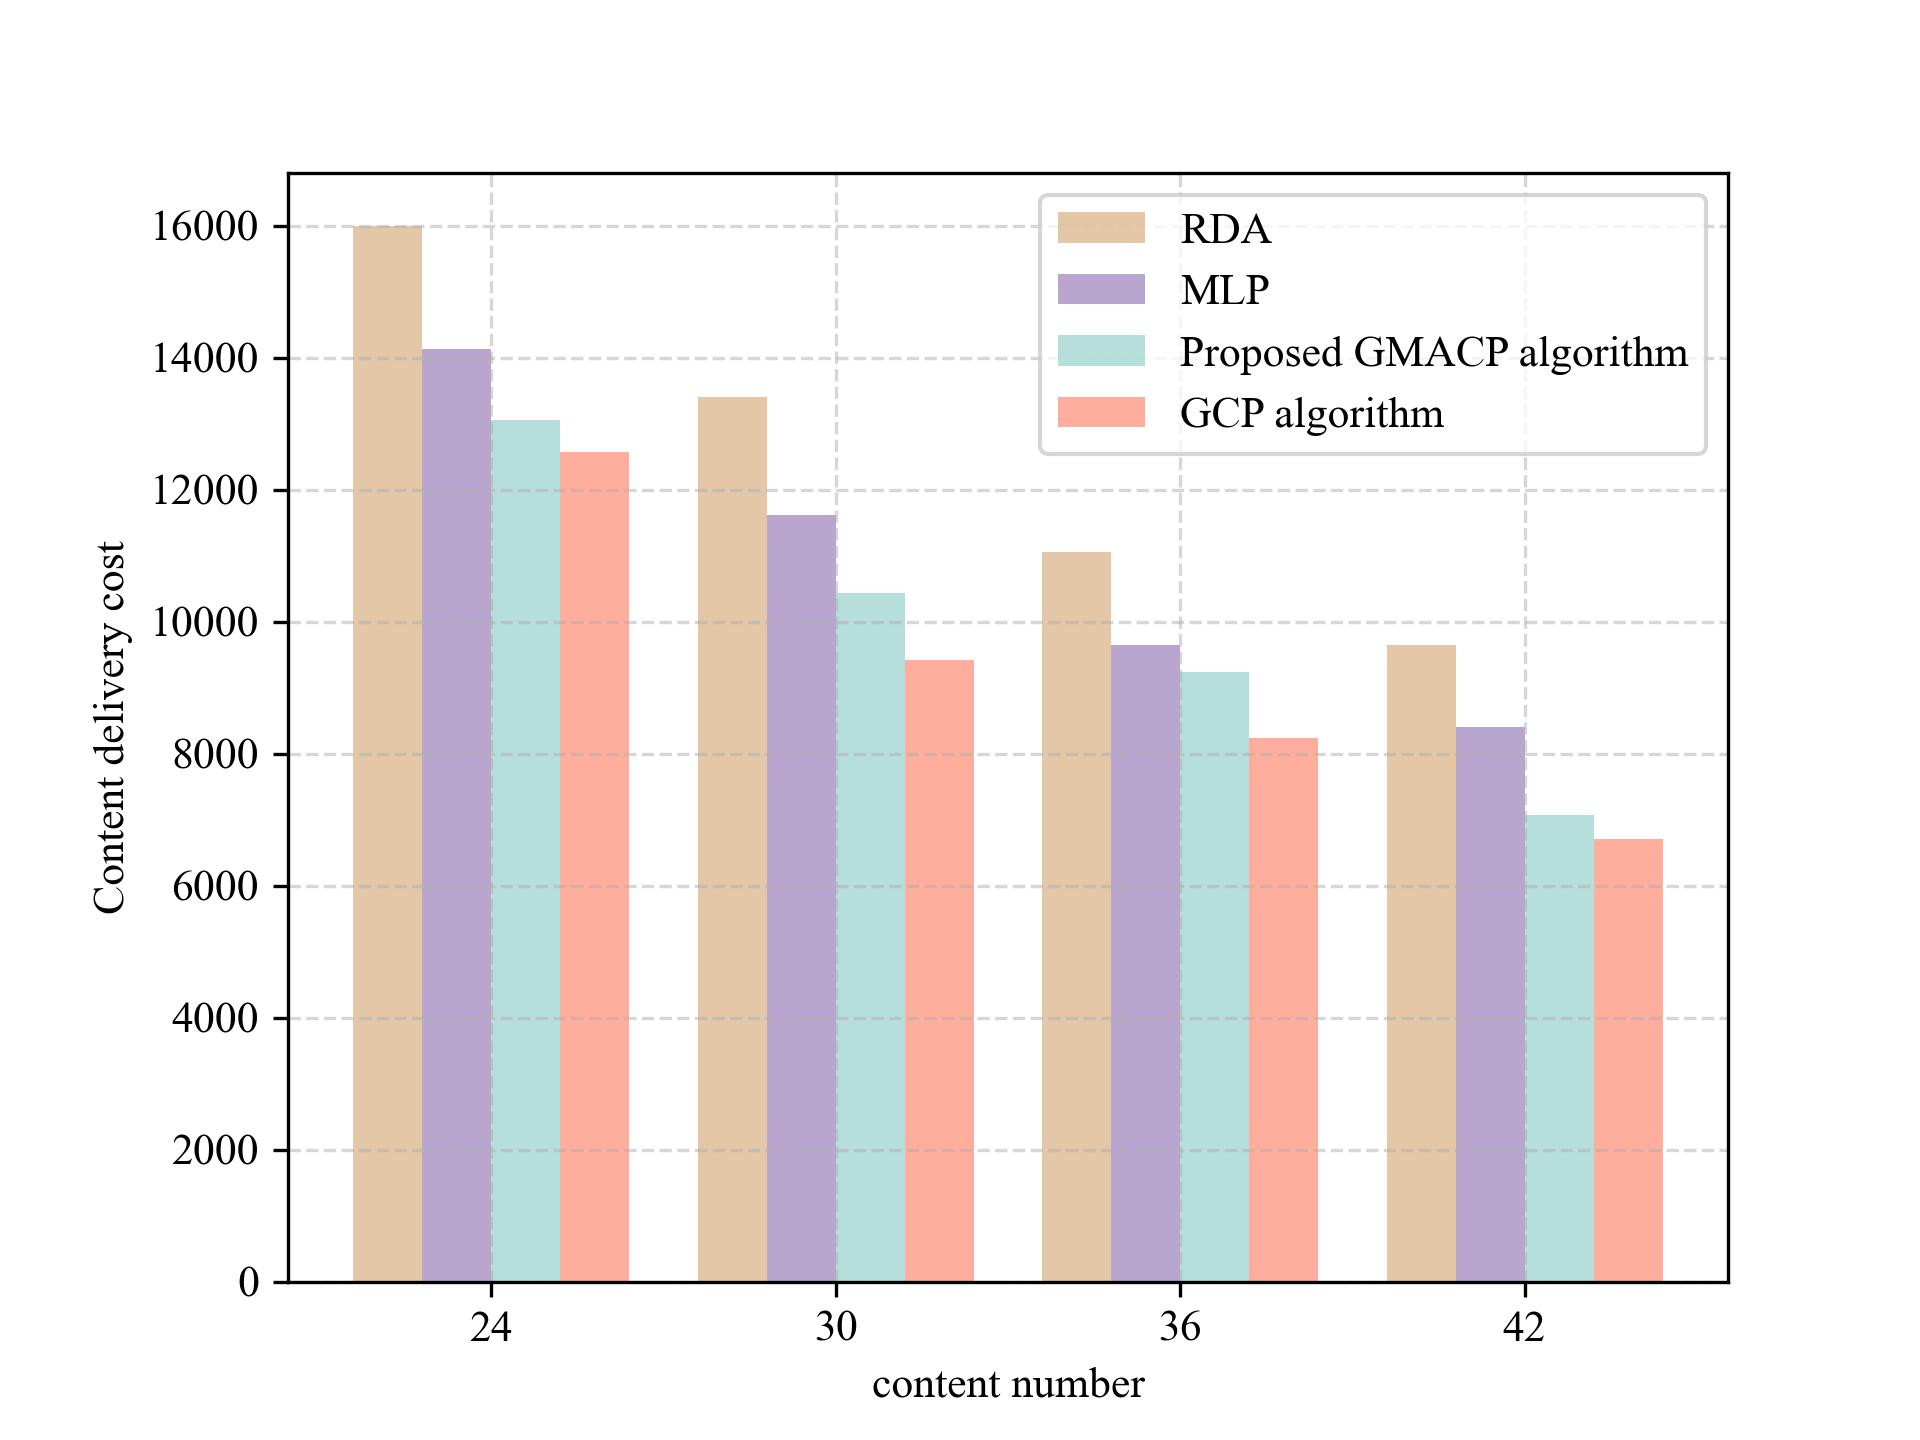 16000
14000
12000
10000
8000
6000
4000
2000
0
Content delivery cost
RDA
MLP
Proposed GMACP algorithm
GCP algorithm
24 30 36 42
content number